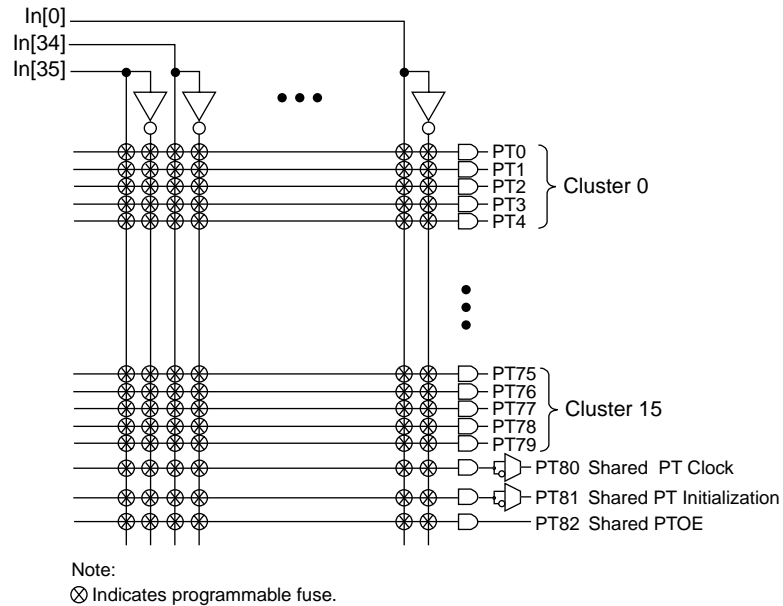 In[0]
In[34]
In[35]
PT0
PT1
PT2
PT3
PT4
Cluster 0
PT75
PT76
PT77
PT78
PT79
Cluster 15
PT80 Shared PT Clock
PT81 Shared PT Initialization
PT82 Shared PTOE
Note:
Indicates programmable fuse.